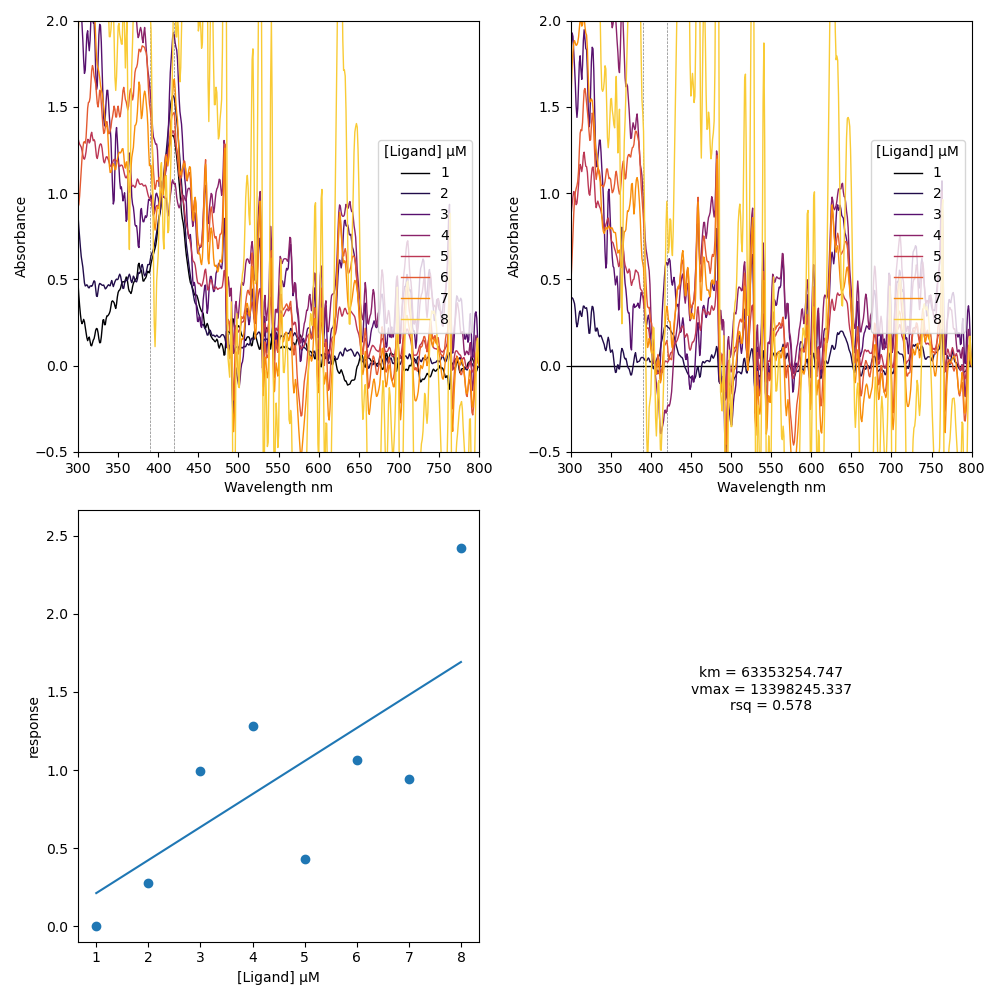 2.0
1.5
1.0
0.5
0.0
−0.5
300 350 400 450 500 550 600 650 700 750 800
Absorbance
Wavelength nm
[Ligand] µM
1
2
3
4
5
6
7
8
2.0
1.5
1.0
0.5
0.0
−0.5
300 350 400 450 500 550 600 650 700 750 800
Absorbance
Wavelength nm
[Ligand] µM
1
2
3
4
5
6
7
8
2.5
2.0
1.5
1.0
0.5
0.0
1 2 3 4 5 6 7 8
response
[Ligand] µM
km = 63353254.747
vmax = 13398245.337
rsq = 0.578